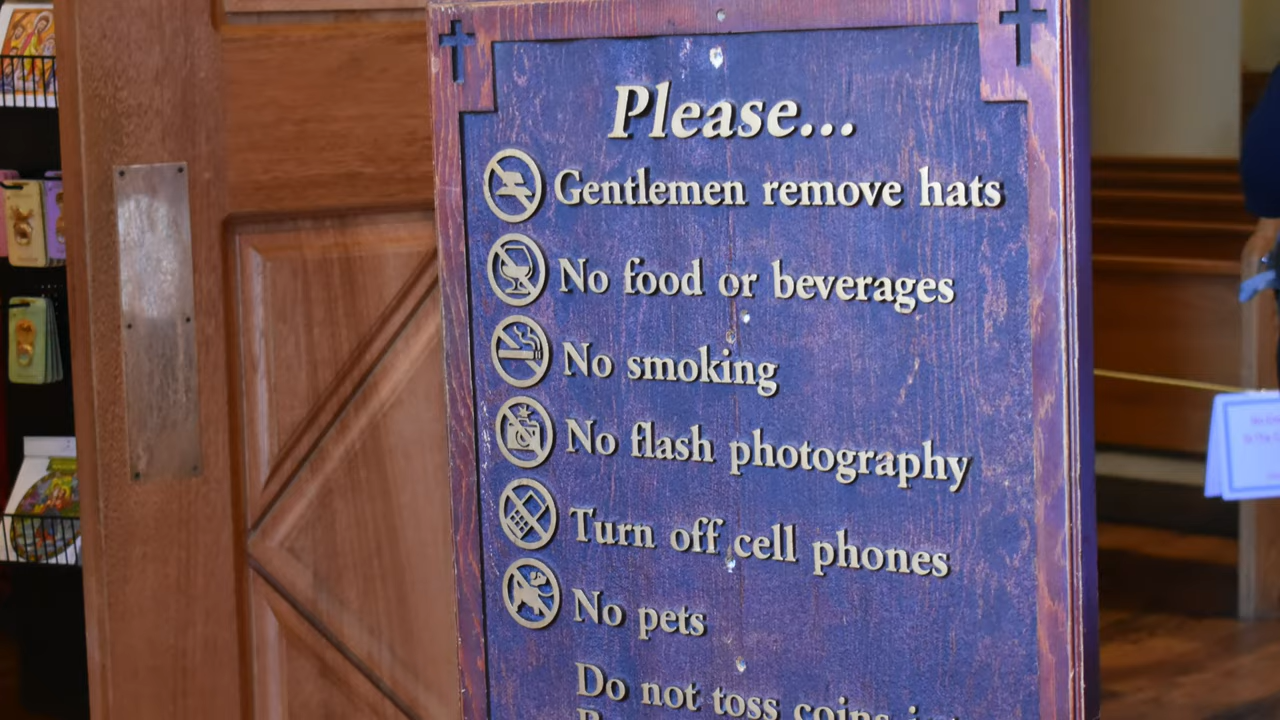 Please...
Gentlemen remove hats
No food or beverages
No smoking
No flash photography
Turn off cell phones
No pets
Do not toss coins